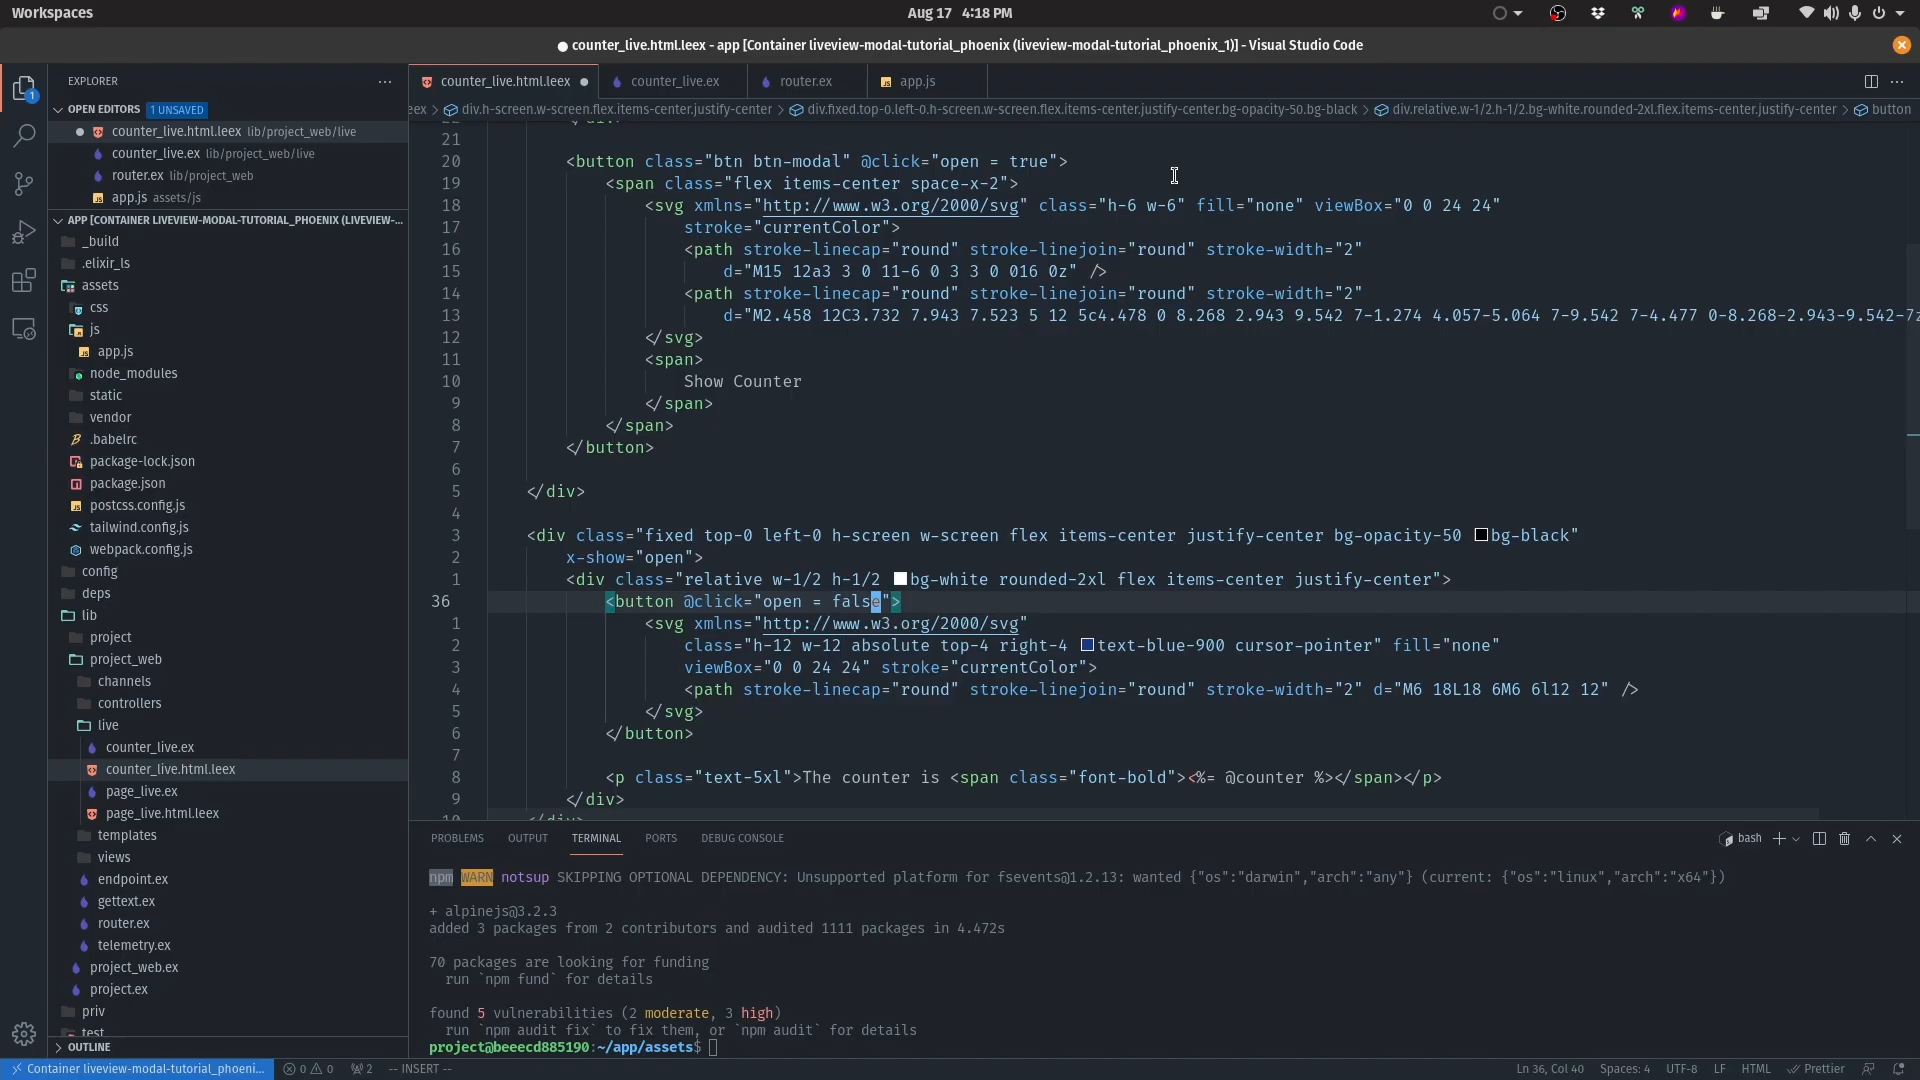 Workspaces
Aug 17 4:18 PM
● counter_live.html.leex - app [Container liveview-modal-tutorial_phoenix (liveview-modal-tutorial_phoenix_1)] - Visual Studio Code
EXPLORER
OPEN EDITORS 1 UNSAVED
counter_live.html.leex lib/project_web/live
counter_live.ex lib/project_web/live
router.ex lib/project_web
app.js assets/js
APP [CONTAINER LIVEVIEW-MODAL-TUTORIAL_PHOENIX (LIVEVIEW-...
_build
.elixir_ls
assets
css
js
app.js
node_modules
static
vendor
.babelrc
package-lock.json
package.json
postcss.config.js
tailwind.config.js
webpack.config.js
config
deps
lib
project
project_web
channels
controllers
live
counter_live.ex
counter_live.html.leex
page_live.ex
page_live.html.leex
templates
views
endpoint.ex
gettext.ex
router.ex
telemetry.ex
project_web.ex
project.ex
priv
test
OUTLINE
counter_live.html.leex
counter_live.ex
router.ex
app.js
eex > div.h-screen.w-screen.flex.items-center.justify-center > div.fixed.top-0.left-0.h-screen.w-screen.flex.items-center.justify-center.bg-opacity-50.bg-black > div.relative.w-1/2.h-1/2.bg-white.rounded-2xl.flex.items-center.justify-center > button
21
20 <button class="btn btn-modal" @click="open = true">
19 <span class="flex items-center space-x-2">
18 <svg xmlns="http://www.w3.org/2000/svg" class="h-6 w-6" fill="none" viewBox="0 0 24 24"
17 stroke="currentColor">
16 <path stroke-linecap="round" stroke-linejoin="round" stroke-width="2"
15 d="M15 12a3 3 0 11-6 0 3 3 0 016 0z" />
14 <path stroke-linecap="round" stroke-linejoin="round" stroke-width="2"
13 d="M2.458 12C3.732 7.943 7.523 5 12 5c4.478 0 8.268 2.943 9.542 7-1.274 4.057-5.064 7-9.542 7-4.477 0-8.268-2.943-9.542-7z
12 </svg>
11 <span>
10 Show Counter
9 </span>
8 </span>
7 </button>
6
5 </div>
4
3 <div class="fixed top-0 left-0 h-screen w-screen flex items-center justify-center bg-opacity-50 bg-black"
2 x-show="open">
1 <div class="relative w-1/2 h-1/2 bg-white rounded-2xl flex items-center justify-center">
36 <button @click="open = false">
1 <svg xmlns="http://www.w3.org/2000/svg"
2 class="h-12 w-12 absolute top-4 right-4 text-blue-900 cursor-pointer" fill="none"
3 viewBox="0 0 24 24" stroke="currentColor">
4 <path stroke-linecap="round" stroke-linejoin="round" stroke-width="2" d="M6 18L18 6M6 6l12 12" />
5 </svg>
6 </button>
7
8 <p class="text-5xl">The counter is <span class="font-bold"><%= @counter %></span></p>
9 </div>
10 </div>
PROBLEMS OUTPUT TERMINAL PORTS DEBUG CONSOLE
bash
npm WARN notsup SKIPPING OPTIONAL DEPENDENCY: Unsupported platform for fsevents@1.2.13: wanted {"os":"darwin","arch":"any"} (current: {"os":"linux","arch":"x64"})
+ alpinejs@3.2.3
added 3 packages from 2 contributors and audited 1111 packages in 4.472s
70 packages are looking for funding
run `npm fund` for details
found 5 vulnerabilities (2 moderate, 3 high)
run `npm audit fix` to fix them, or `npm audit` for details
project@beeecd885190:~/app/assets$
Container liveview-modal-tutorial_phoeni... 0 0 2 -- INSERT -- Ln 36, Col 40 Spaces: 4 UTF-8 LF HTML Prettier